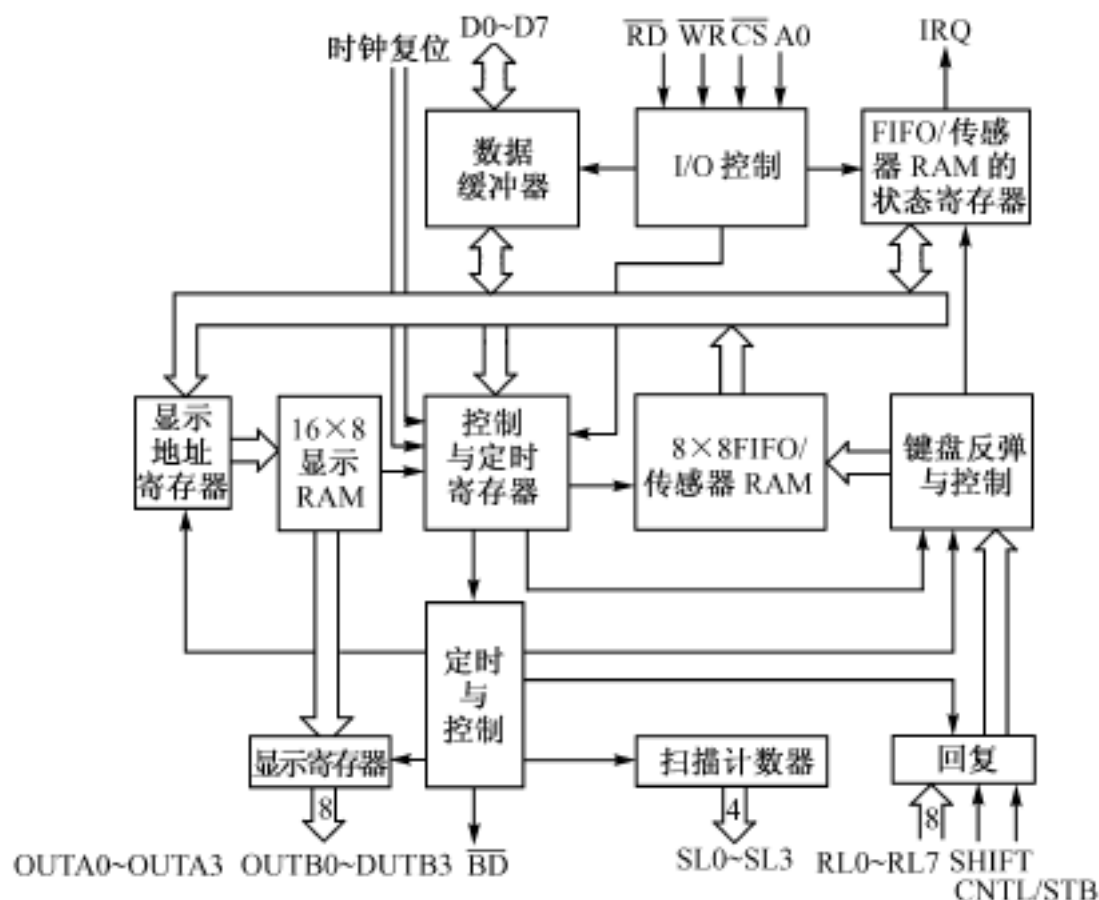 D0~D7
时钟复位
RD WR CS A0
IRQ
数据
缓冲器
I/O 控制
FIFO/传感
器 RAM 的
状态寄存器
显示
地址
寄存器
16×8
显示
RAM
控制
与定时
寄存器
8×8FIFO/
传感器 RAM
键盘反弹
与控制
定时
与
控制
显示寄存器
扫描计数器
回复
8
4
8
OUTA0~OUTA3
OUTB0~DUTB3
BD
SL0~SL3
RL0~RL7
SHIFT
CNTL/STB